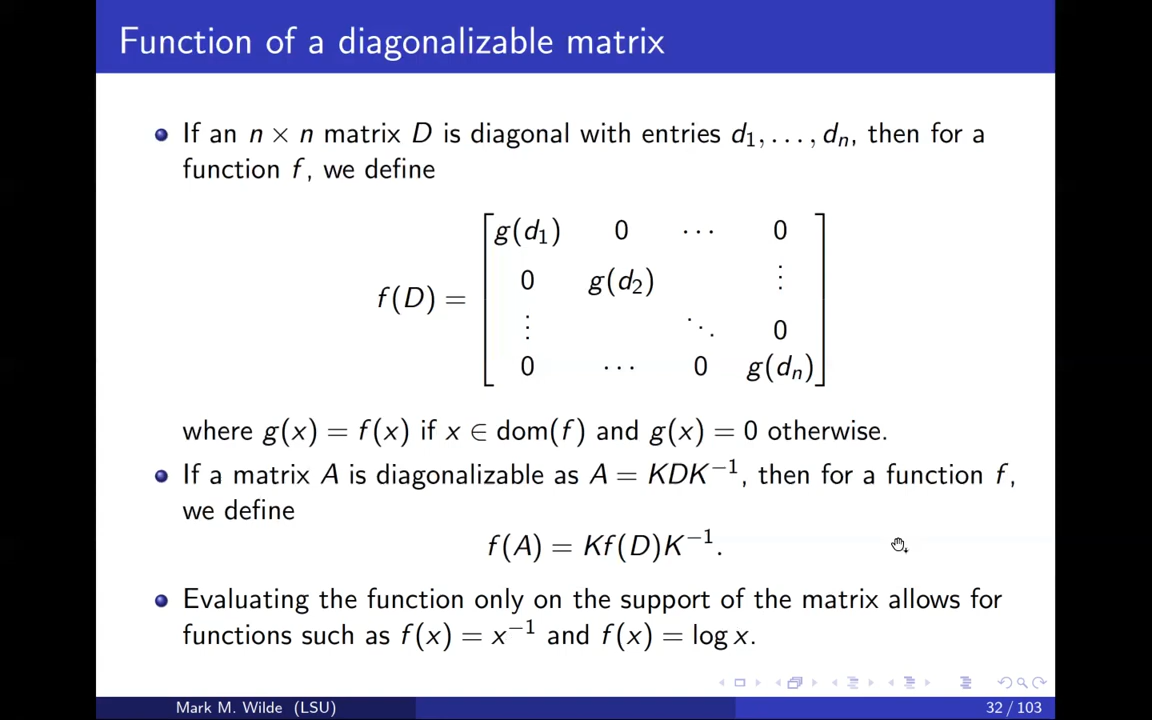 Function of a diagonalizable matrix
If an n × n matrix D is diagonal with entries d₁, . . . , dₙ, then for a
function f, we define
f(D) = [ g(d₁) 0 ⋯ 0
0 g(d₂) ⋮
⋮ ⋱ 0
0 ⋯ 0 g(dₙ) ]
where g(x) = f(x) if x ∈ dom(f) and g(x) = 0 otherwise.
If a matrix A is diagonalizable as A = KDK⁻¹, then for a function f,
we define
f(A) = Kf(D)K⁻¹.
Evaluating the function only on the support of the matrix allows for
functions such as f(x) = x⁻¹ and f(x) = log x.
Mark M. Wilde (LSU) 32 / 103